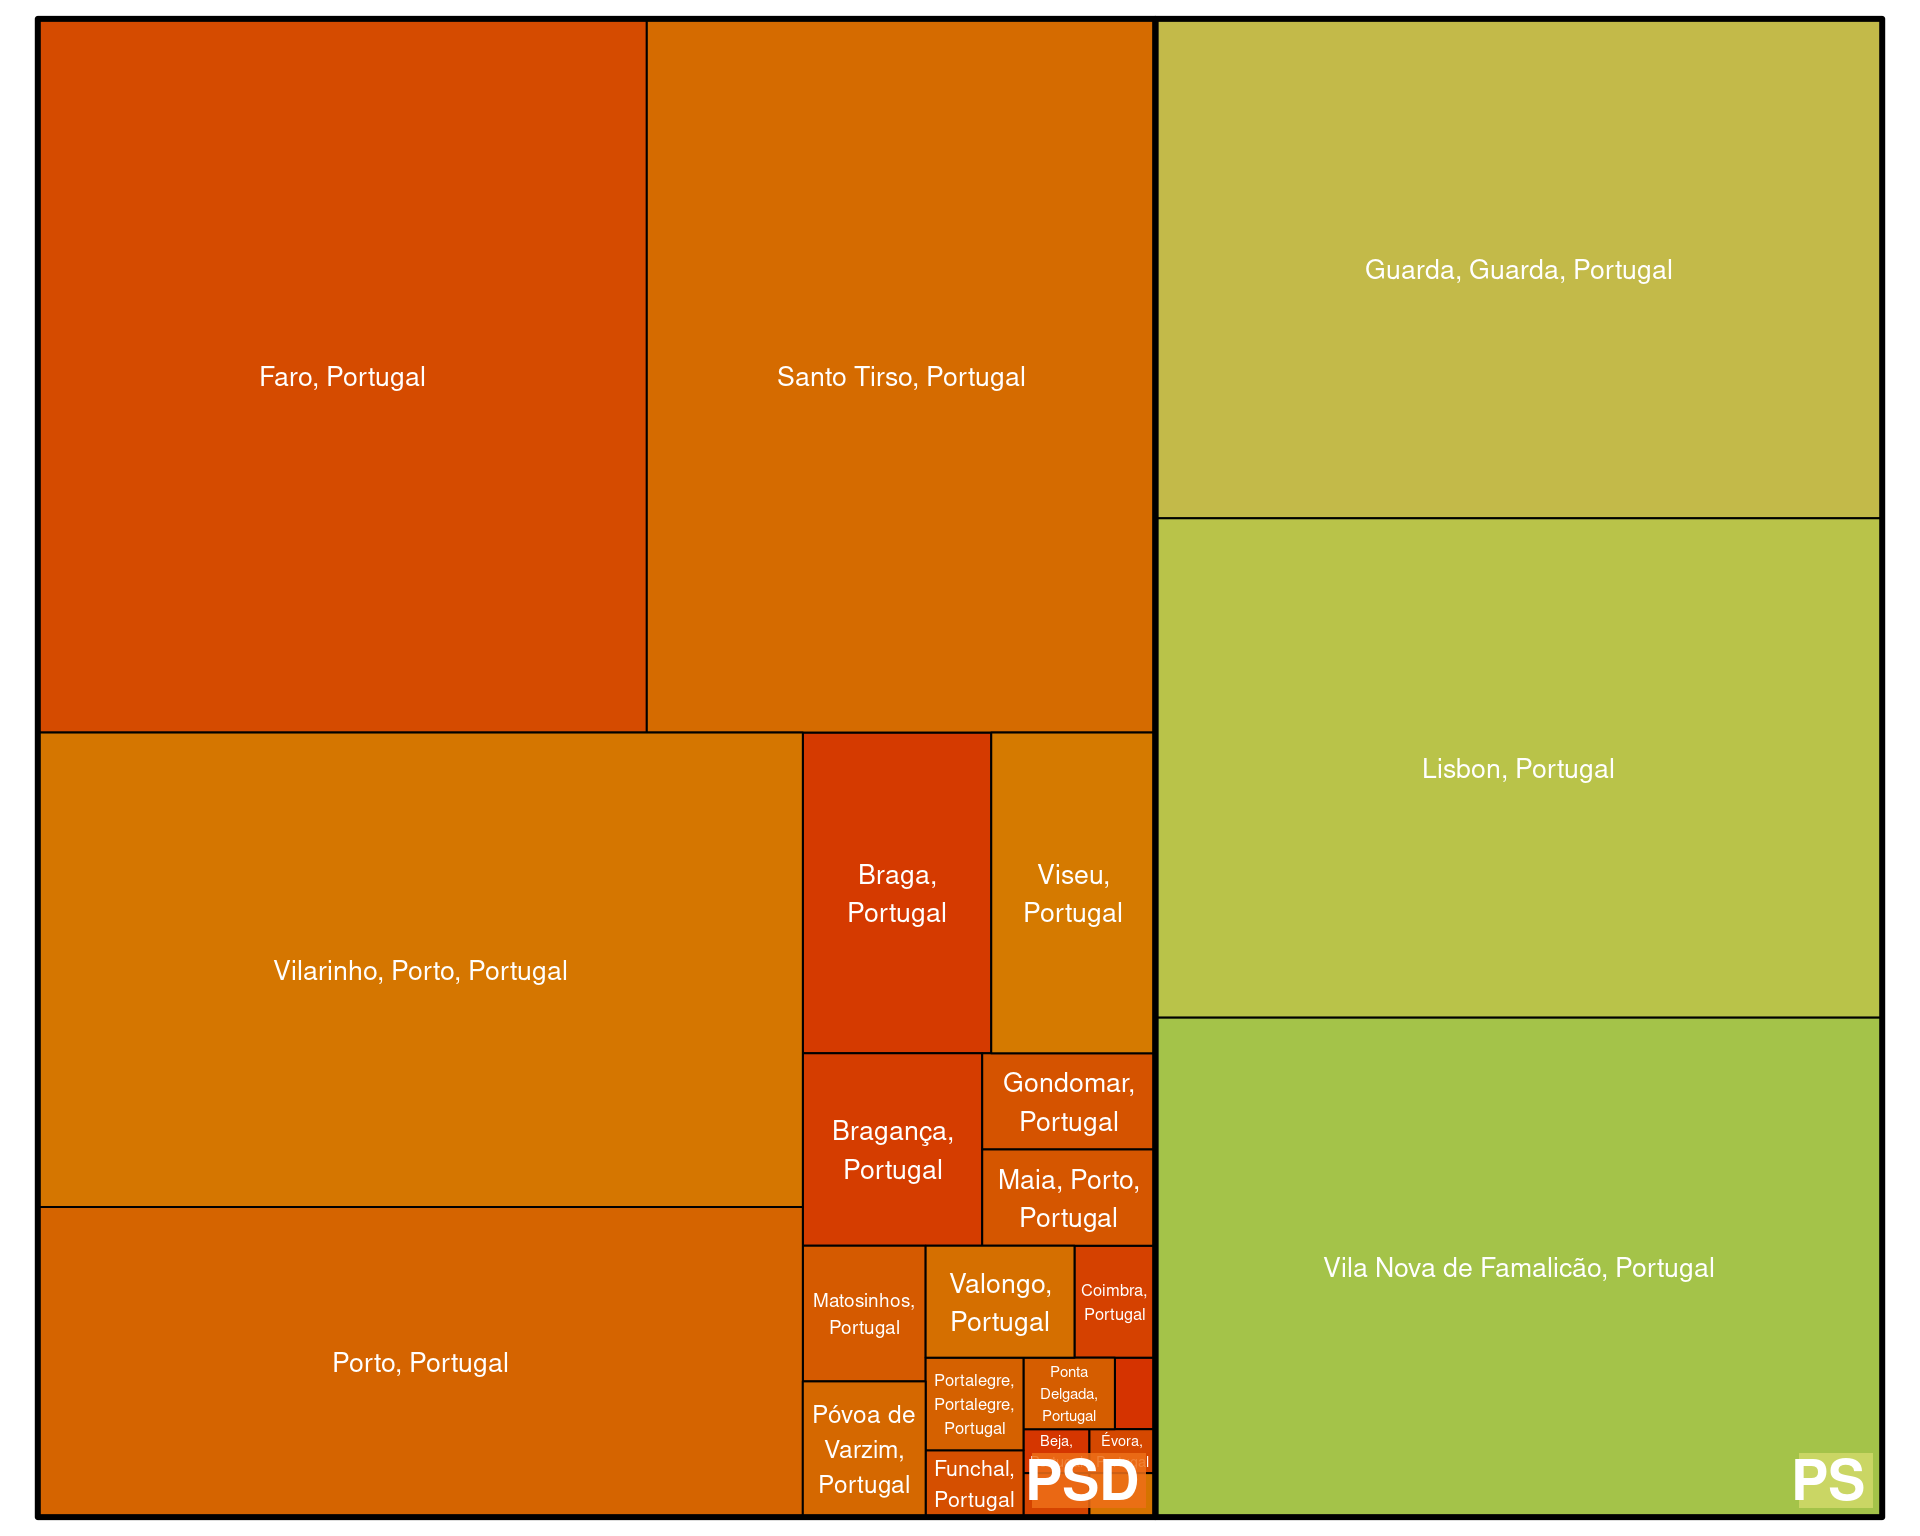 Faro, Portugal
Santo Tirso, Portugal
Vilarinho, Porto, Portugal
Porto, Portugal
Braga,
Portugal
Viseu,
Portugal
Bragança,
Portugal
Gondomar,
Portugal
Maia, Porto,
Portugal
Matosinhos,
Portugal
Póvoa de
Varzim,
Portugal
Valongo,
Portugal
Coimbra,
Portugal
Portalegre,
Portalegre,
Portugal
Funchal,
Portugal
Ponta
Delgada,
Portugal
Beja,
Évora,
PSD
Guarda, Guarda, Portugal
Lisbon, Portugal
Vila Nova de Famalicão, Portugal
PS